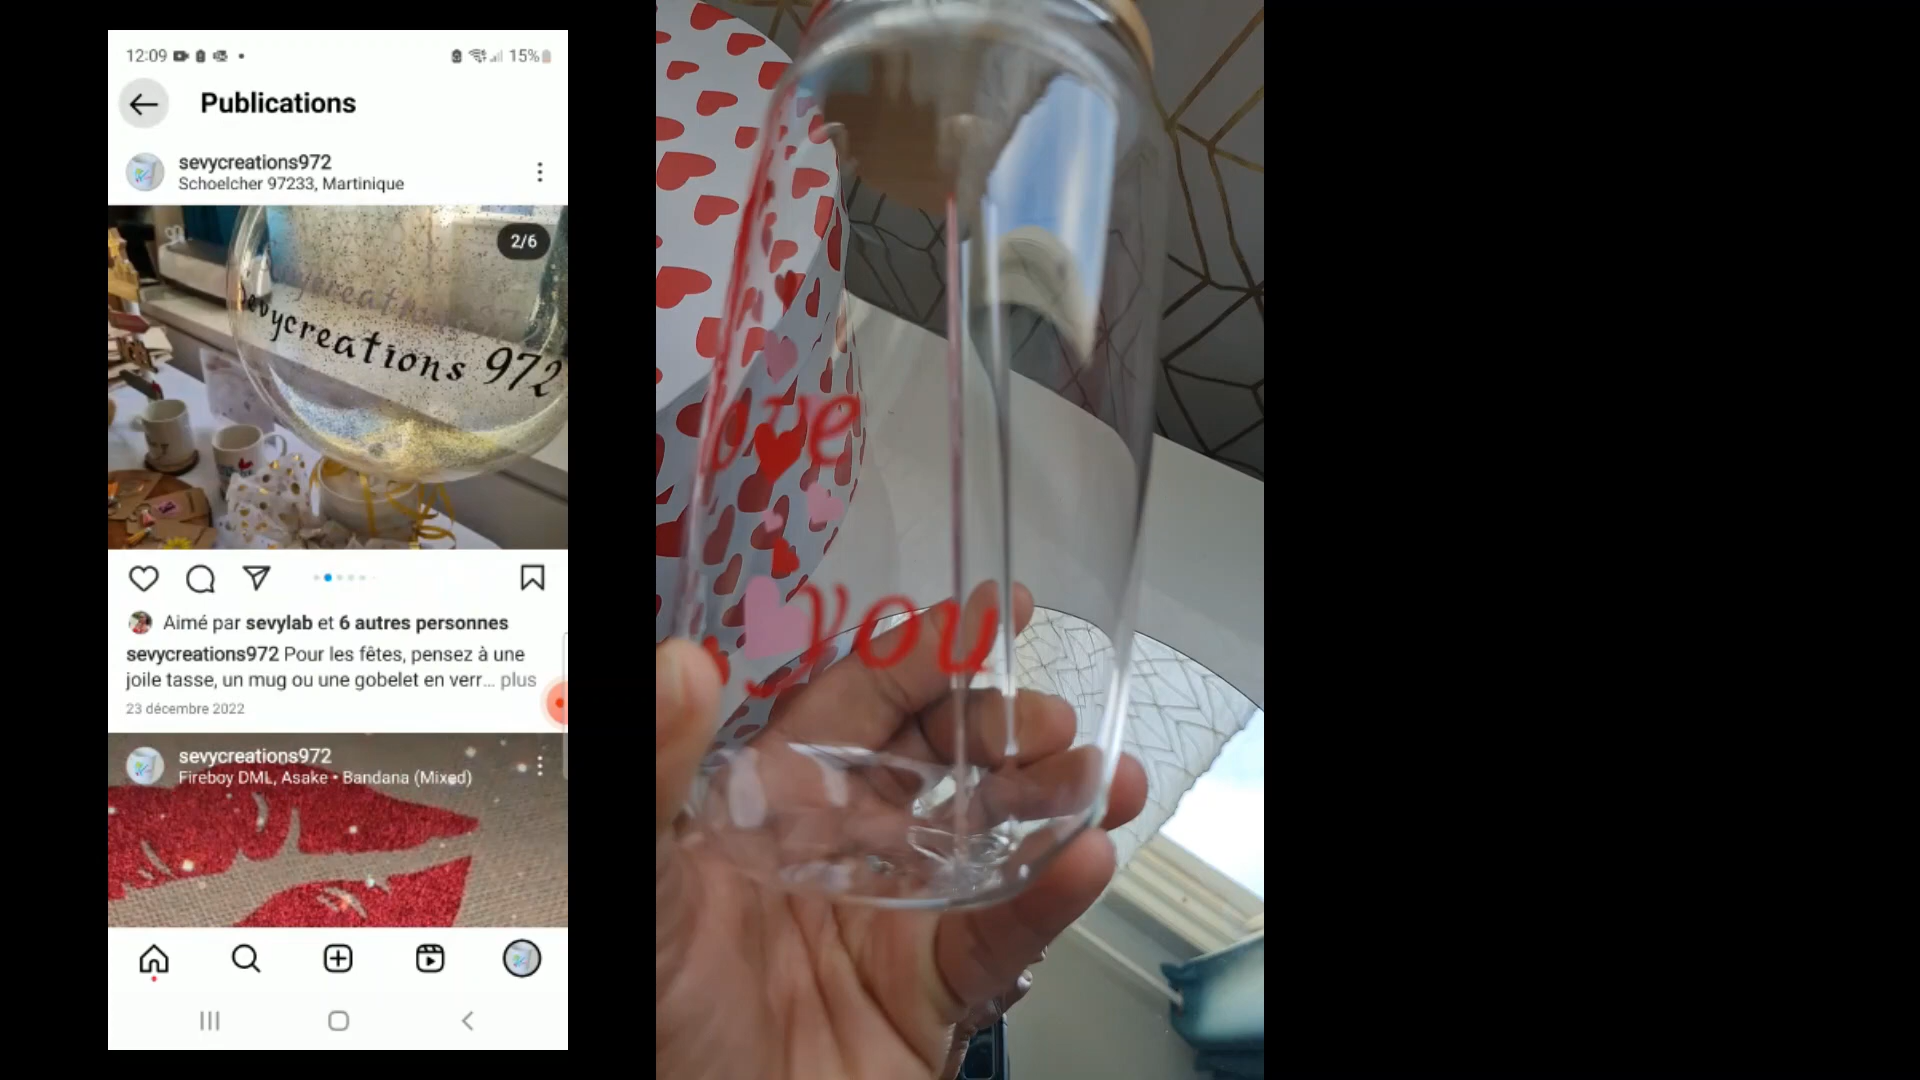 12:09
15%
Publications
sevycreations972
Schoelcher 97233, Martinique
2/6
sevycreations 972
Aimé par sevylab et 6 autres personnes
sevycreations972 Pour les fêtes, pensez à une
joile tasse, un mug ou une gobelet en verr... plus
23 décembre 2022
sevycreations972
Fireboy DML, Asake • Bandana (Mixed)
love
you